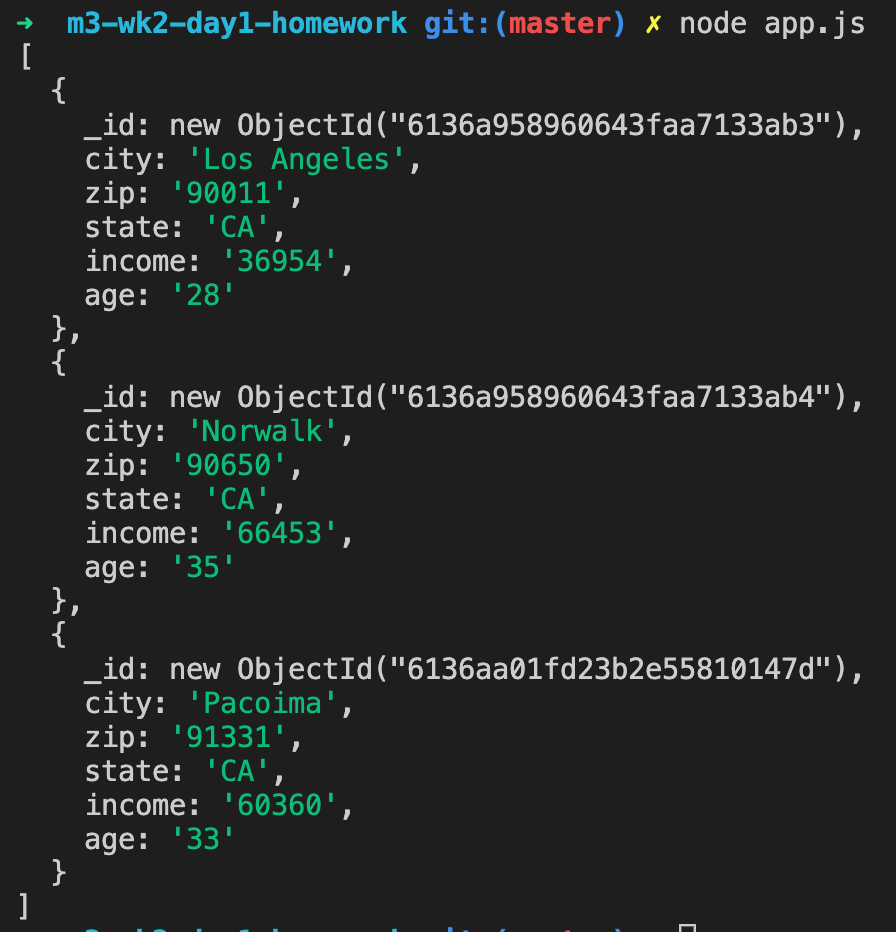 ➜  m3-wk2-day1-homework git:(master) ✗ node app.js
[
  {
    _id: new ObjectId("6136a958960643faa7133ab3"),
    city: 'Los Angeles',
    zip: '90011',
    state: 'CA',
    income: '36954',
    age: '28'
  },
  {
    _id: new ObjectId("6136a958960643faa7133ab4"),
    city: 'Norwalk',
    zip: '90650',
    state: 'CA',
    income: '66453',
    age: '35'
  },
  {
    _id: new ObjectId("6136aa01fd23b2e55810147d"),
    city: 'Pacoima',
    zip: '91331',
    state: 'CA',
    income: '60360',
    age: '33'
  }
]